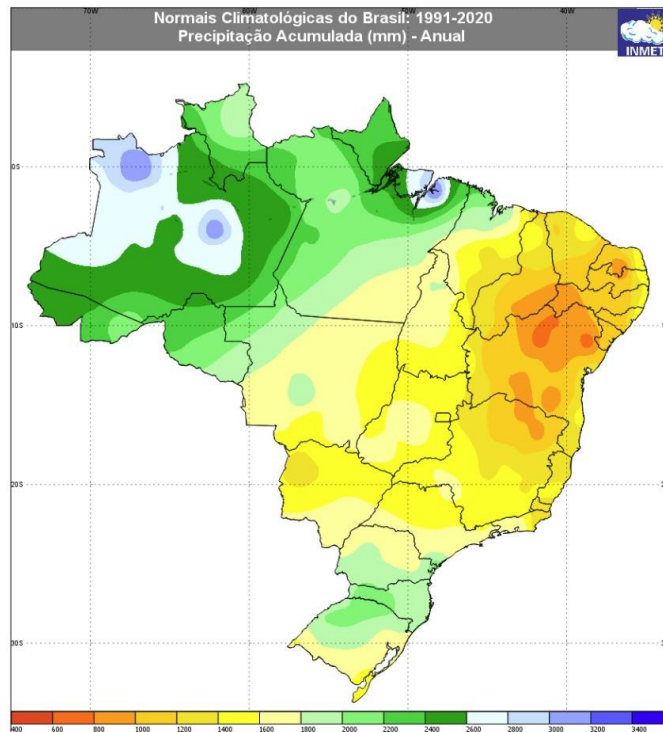 Normais Climatológicas do Brasil: 1991-2020
Precipitação Acumulada (mm) - Anual
INMET
70W 60W 50W 40W
0S
10S
20S
30S
400 600 800 1000 1200 1400 1600 1800 2000 2200 2400 2600 2800 3000 3200 3400